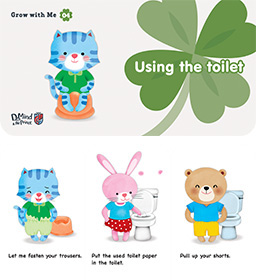 Grow with Me 04
Using the toilet
D.Mind
Let me fasten your trousers.
Put the used toilet paper
in the toilet.
Pull up your shorts.